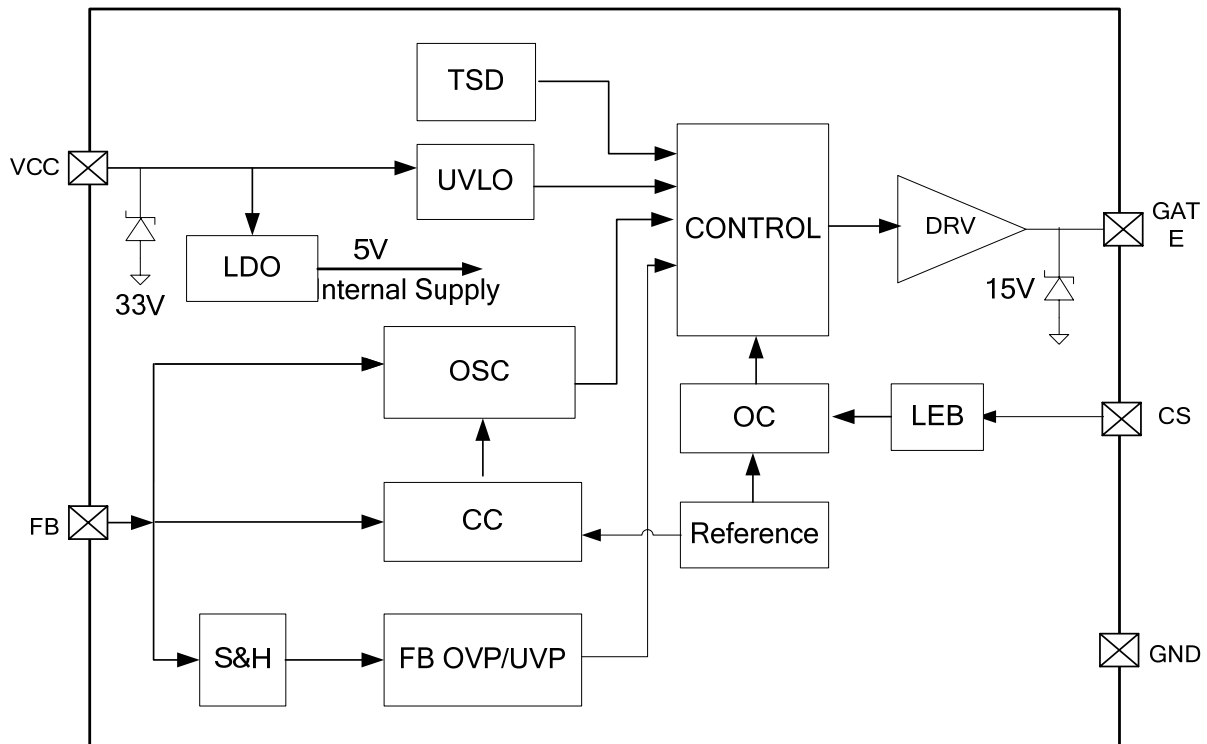 TSD
VCC
UVLO
CONTROL
DRV
GAT
E
LDO
5V
Internal Supply
33V
15V
OSC
OC
LEB
CS
FB
CC
Reference
S&H
FB OVP/UVP
GND